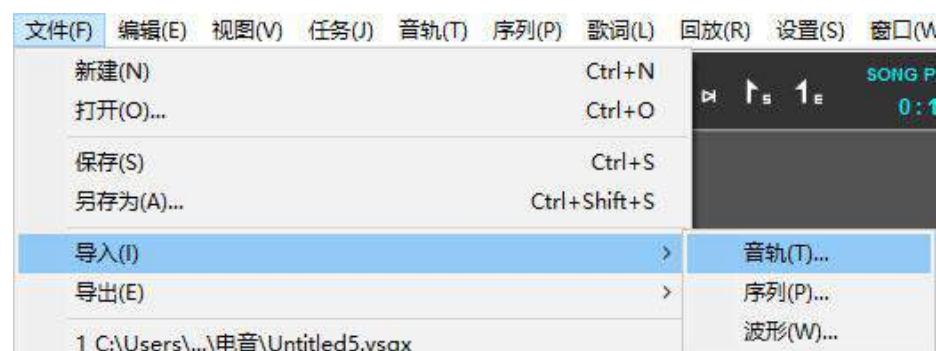 文件(F) 编辑(E) 视图(V) 任务(J) 音轨(T) 序列(P) 歌词(L) 回放(R) 设置(S) 窗口(W
新建(N) Ctrl+N
打开(O)... Ctrl+O
SONG P
S E 0:1
保存(S) Ctrl+S
另存为(A)... Ctrl+Shift+S
导入(I) >
音轨(T)...
导出(E) >
序列(P)...
波形(W)...
1 C:\Users\...\电音\Untitled5.vsqx